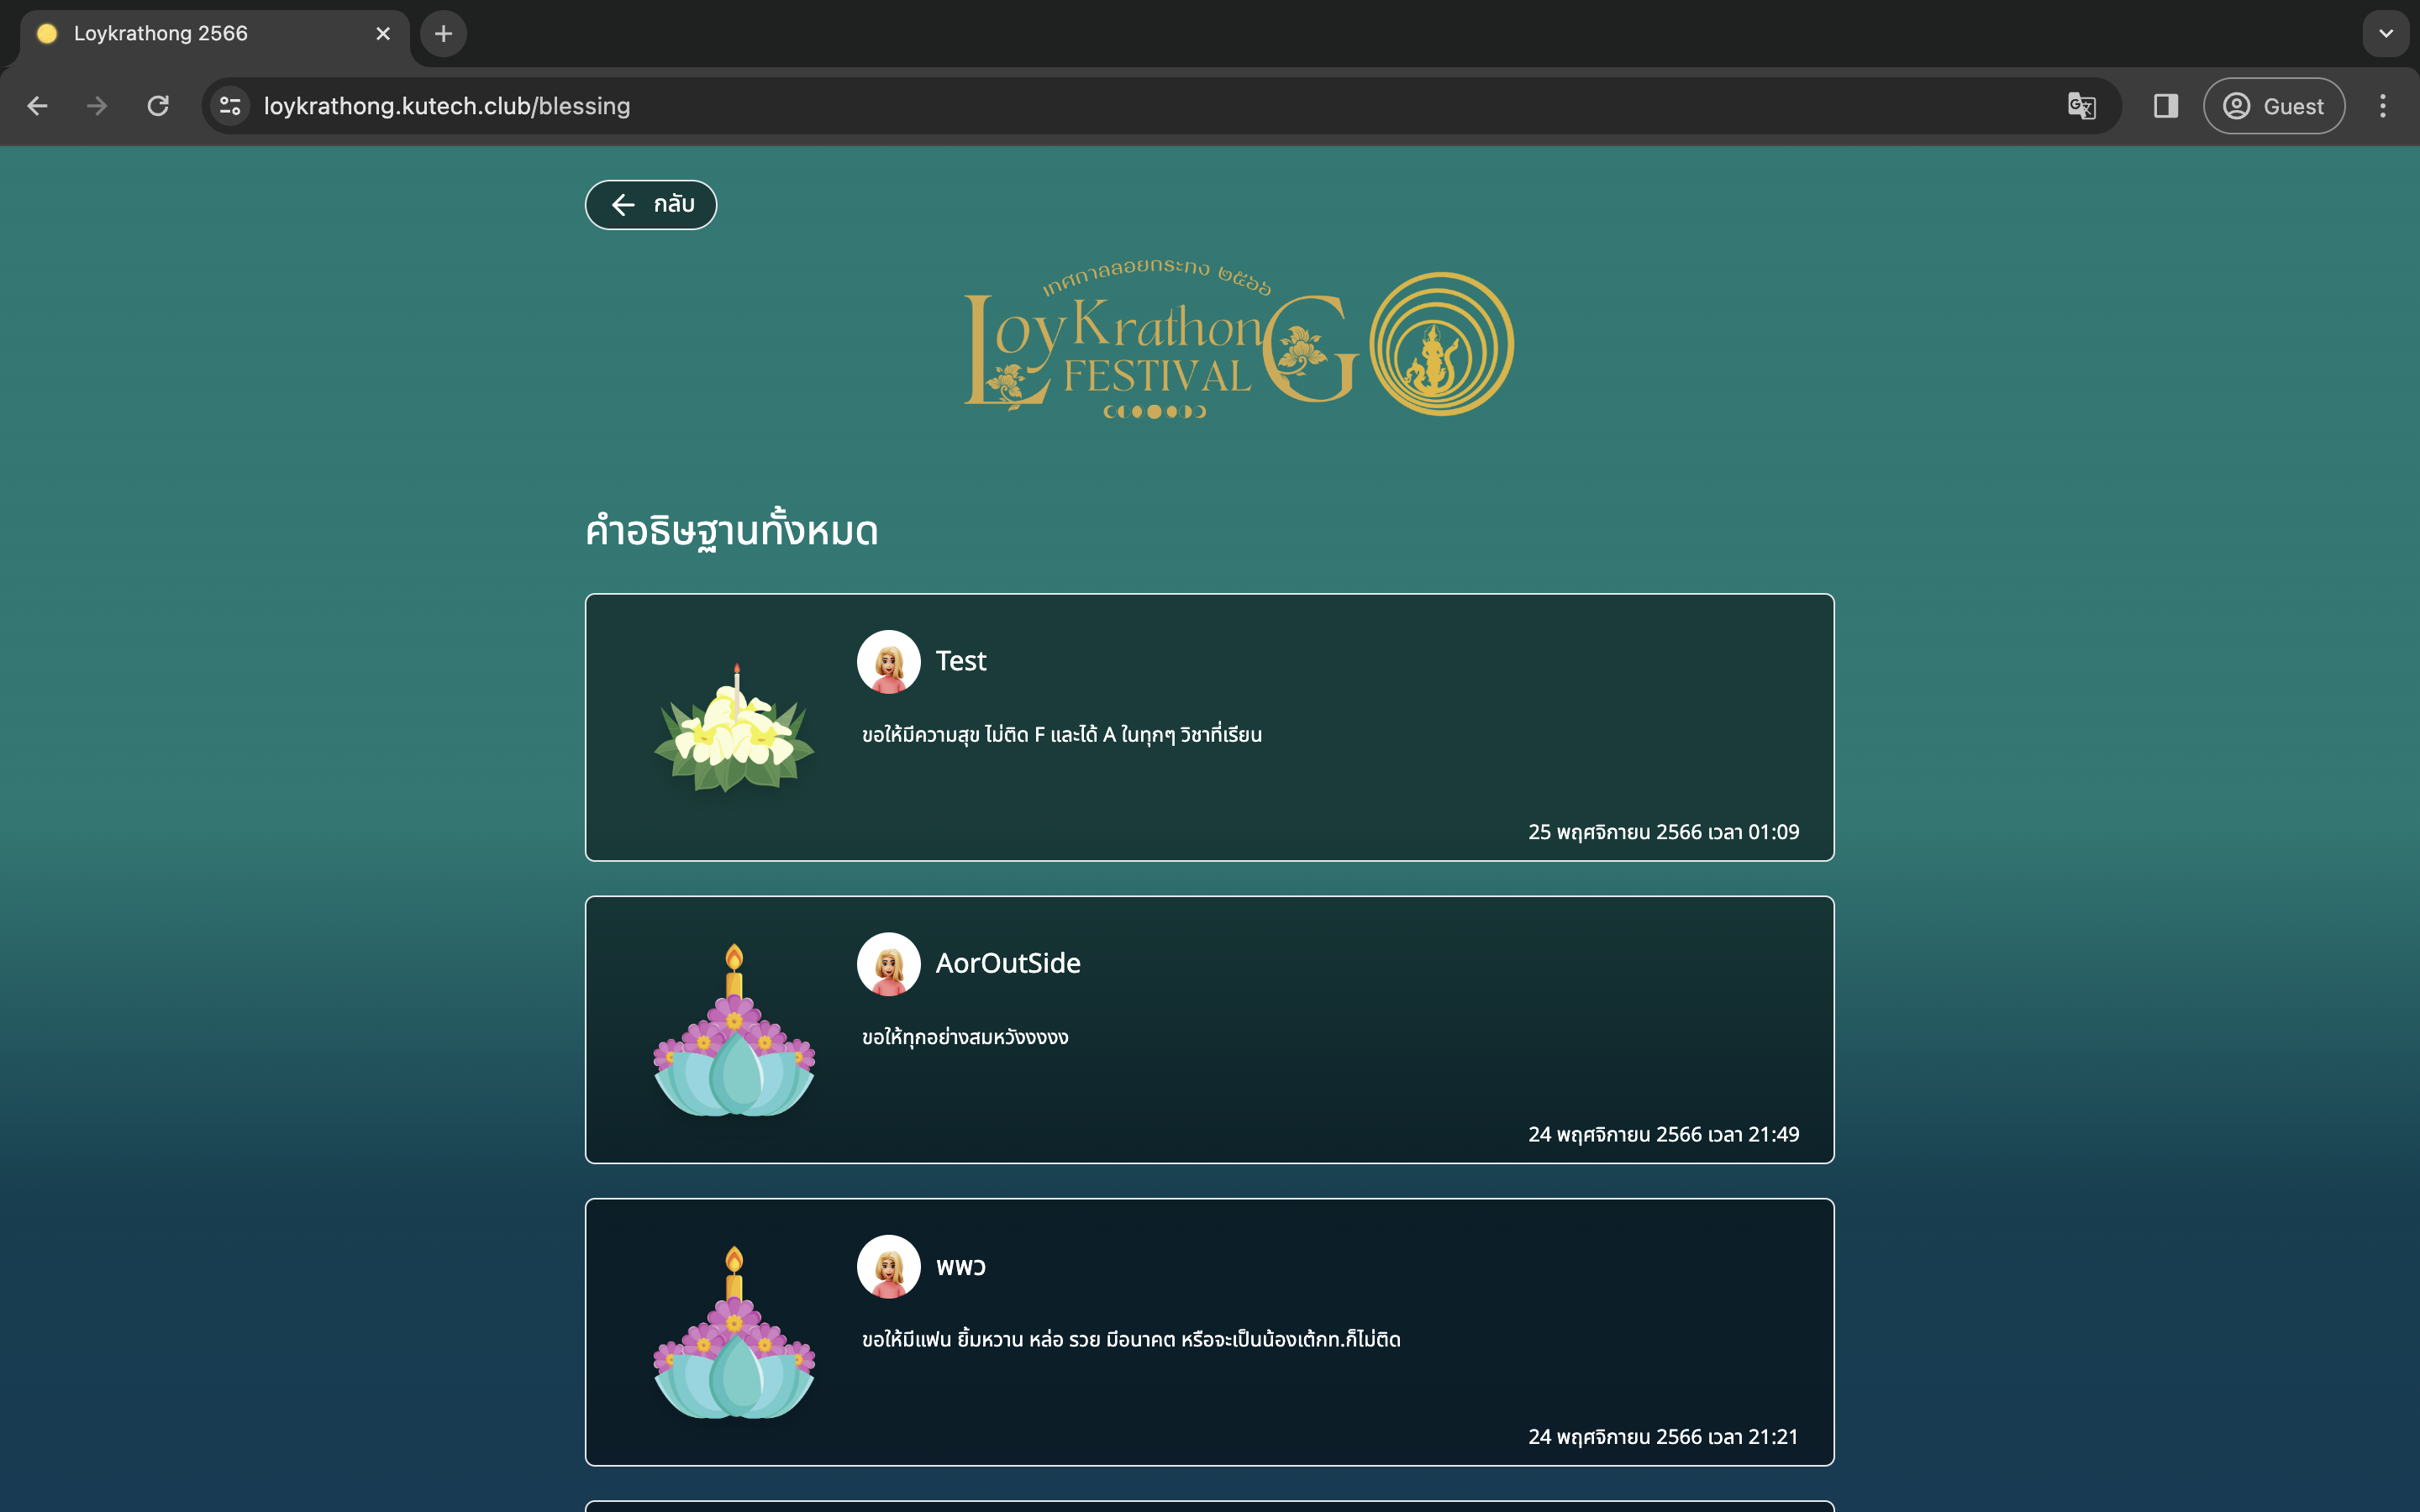 Loykrathong 2566
loykrathong.kutech.club/blessing
Guest
กลับ
เทศกาลลอยกระทง ๒๕๖๖
Loy KrathonG
FESTIVAL
คำอธิษฐานทั้งหมด
Test
ขอให้มีความสุข ไม่ติด F และได้ A ในทุกๆ วิชาที่เรียน
25 พฤศจิกายน 2566 เวลา 01:09
AorOutSide
ขอให้ทุกอย่างสมหวังงงงง
24 พฤศจิกายน 2566 เวลา 21:49
พพว
ขอให้มีแฟน ยิ้มหวาน หล่อ รวย มีอนาคต หรือจะเป็นน้องเต้กท.ก็ไม่ติด
24 พฤศจิกายน 2566 เวลา 21:21